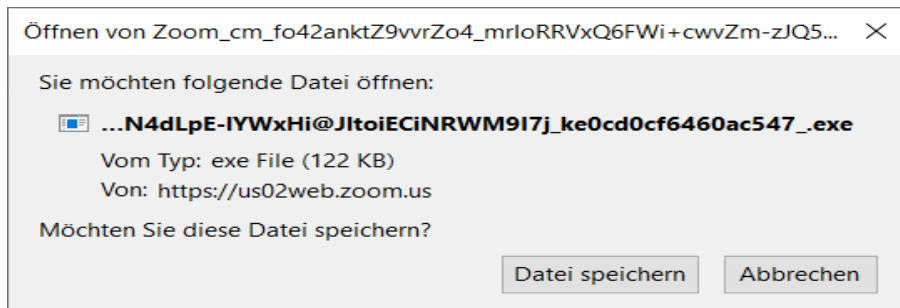 Öffnen von Zoom_cm_fo42anktZ9vvrZo4_mrIoRRVxQ6FWi+cwvZm-zJQ5...
Sie möchten folgende Datei öffnen:
...N4dLpE-IYWxHi@JItoiECiNRWM9I7j_ke0cd0cf6460ac547_.exe
Vom Typ: exe File (122 KB)
Von: https://us02web.zoom.us
Möchten Sie diese Datei speichern?
Datei speichern Abbrechen